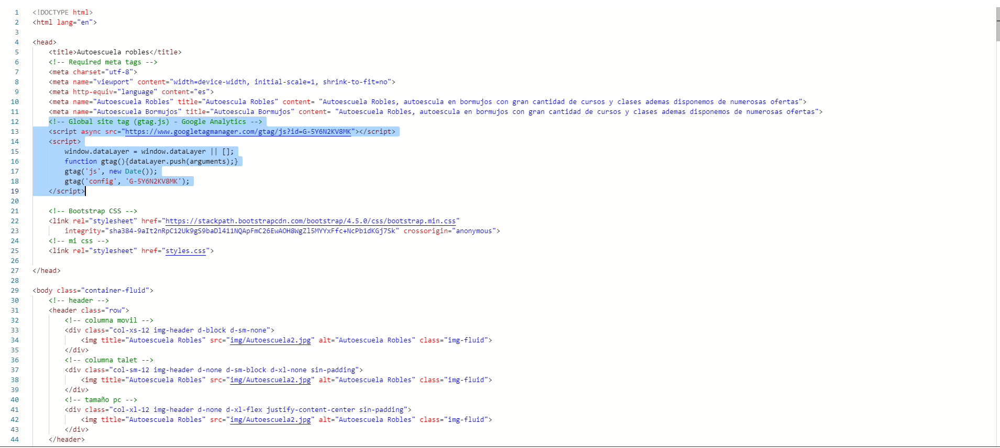 1 <!DOCTYPE html>
2 <html lang="en">
3
4 <head>
5 <title>Autoescuela robles</title>
6 <!-- Required meta tags -->
7 <meta charset="utf-8">
8 <meta name="viewport" content="width=device-width, initial-scale=1, shrink-to-fit=no">
9 <meta http-equiv="language" content="es">
10 <meta name="Autoescuela Robles" title="Autoescula Robles" content= "Autoescuela Robles, autoescula en bormujos con gran cantidad de cursos y clases ademas disponemos de numerosas ofertas">
11 <meta name="Autoescuela Bormujos" title="Autoescula Bormujos" content= "Autoescuela Robles, autoescula en bormujos con gran cantidad de cursos y clases ademas disponemos de numerosas ofertas">
12 <!-- Global site tag (gtag.js) - Google Analytics -->
13 <script async src="https://www.googletagmanager.com/gtag/js?id=G-5Y6N2KV8MK"></script>
14 <script>
15 window.dataLayer = window.dataLayer || [];
16 function gtag(){dataLayer.push(arguments);}
17 gtag('js', new Date());
18 gtag('config', 'G-5Y6N2KV8MK');
19 </script>
20
21 <!-- Bootstrap CSS -->
22 <link rel="stylesheet" href="https://stackpath.bootstrapcdn.com/bootstrap/4.5.0/css/bootstrap.min.css"
23 integrity="sha384-9aIt2nRpC12Uk9gS9baDl411NQApFmC26EwAOH8WgZl5MYYxFfc+NcPb1dKGj7Sk" crossorigin="anonymous">
24 <!-- mi css -->
25 <link rel="stylesheet" href="styles.css">
26
27 </head>
28
29 <body class="container-fluid">
30 <!-- header -->
31 <header class="row">
32 <!-- columna movil -->
33 <div class="col-xs-12 img-header d-block d-sm-none">
34 <img title="Autoescuela Robles" src="img/Autoescuela2.jpg" alt="Autoescuela Robles" class="img-fluid">
35 </div>
36 <!-- columna talet -->
37 <div class="col-sm-12 img-header d-none d-sm-block d-xl-none sin-padding">
38 <img title="Autoescuela Robles" src="img/Autoescuela2.jpg" alt="Autoescuela Robles" class="img-fluid">
39 </div>
40 <!-- tamaño pc -->
41 <div class="col-xl-12 img-header d-none d-xl-flex justify-content-center sin-padding">
42 <img title="Autoescuela Robles" src="img/Autoescuela2.jpg" alt="Autoescuela Robles" class="img-fluid">
43 </div>
44 </header>